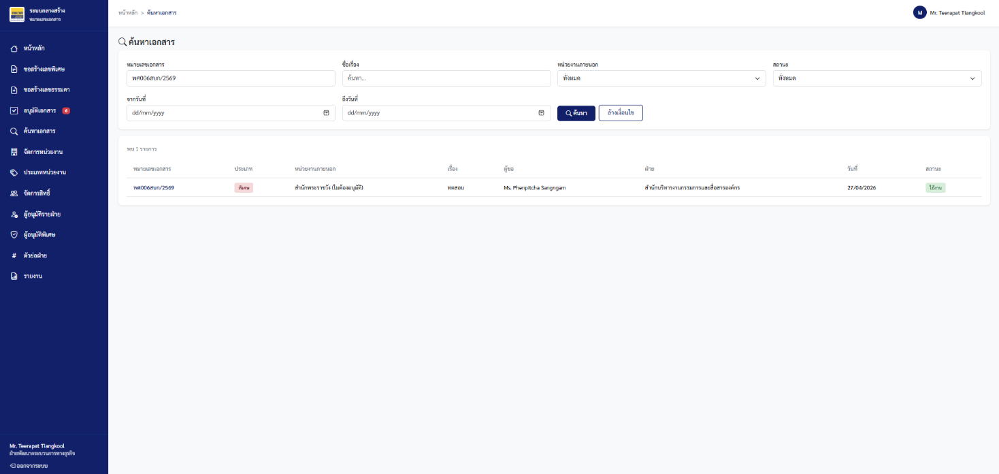 ระบบกลางสร้าง
หมายเลขเอกสาร
หน้าหลัก > ค้นหาเอกสาร
M Mr. Teerapat Tiangkool
หน้าหลัก
ขอสร้างเลขพิเศษ
ขอสร้างเลขธรรมดา
อนุมัติเอกสาร 6
ค้นหาเอกสาร
จัดการหน่วยงาน
ประเภทหน่วยงาน
จัดการสิทธิ์
ผู้อนุมัติรายฝ่าย
ผู้อนุมัติพิเศษ
# ตัวย่อฝ่าย
รายงาน
Mr. Teerapat Tiangkool
ฝ่ายพัฒนากระบวนการทางธุรกิจ
ออกจากระบบ
ค้นหาเอกสาร
หมายเลขเอกสาร ชื่อเรื่อง หน่วยงานภายนอก สถานะ
พศ006สบก/2569 ค้นหา... ทั้งหมด ทั้งหมด
จากวันที่ ถึงวันที่
dd/mm/yyyy dd/mm/yyyy ค้นหา ล้างเงื่อนไข
พบ 1 รายการ
หมายเลขเอกสาร ประเภท หน่วยงานภายนอก เรื่อง ผู้ขอ ฝ่าย วันที่ สถานะ
พศ006สบก/2569 พิเศษ สำนักพระราชวัง (ไม่ต้องอนุมัติ) ทดสอบ Ms. Phenpitcha Sangngam สำนักบริหารงานกรรมการและสื่อสารองค์กร 27/04/2026 ใช้งาน